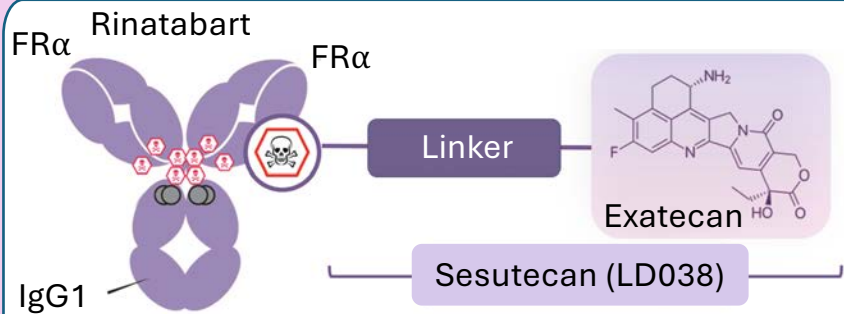 Rinatabart
FRα
FRα
NH₂
Linker
F
N
N
O
O
O
HO
Exatecan
Sesutecan (LD038)
IgG1